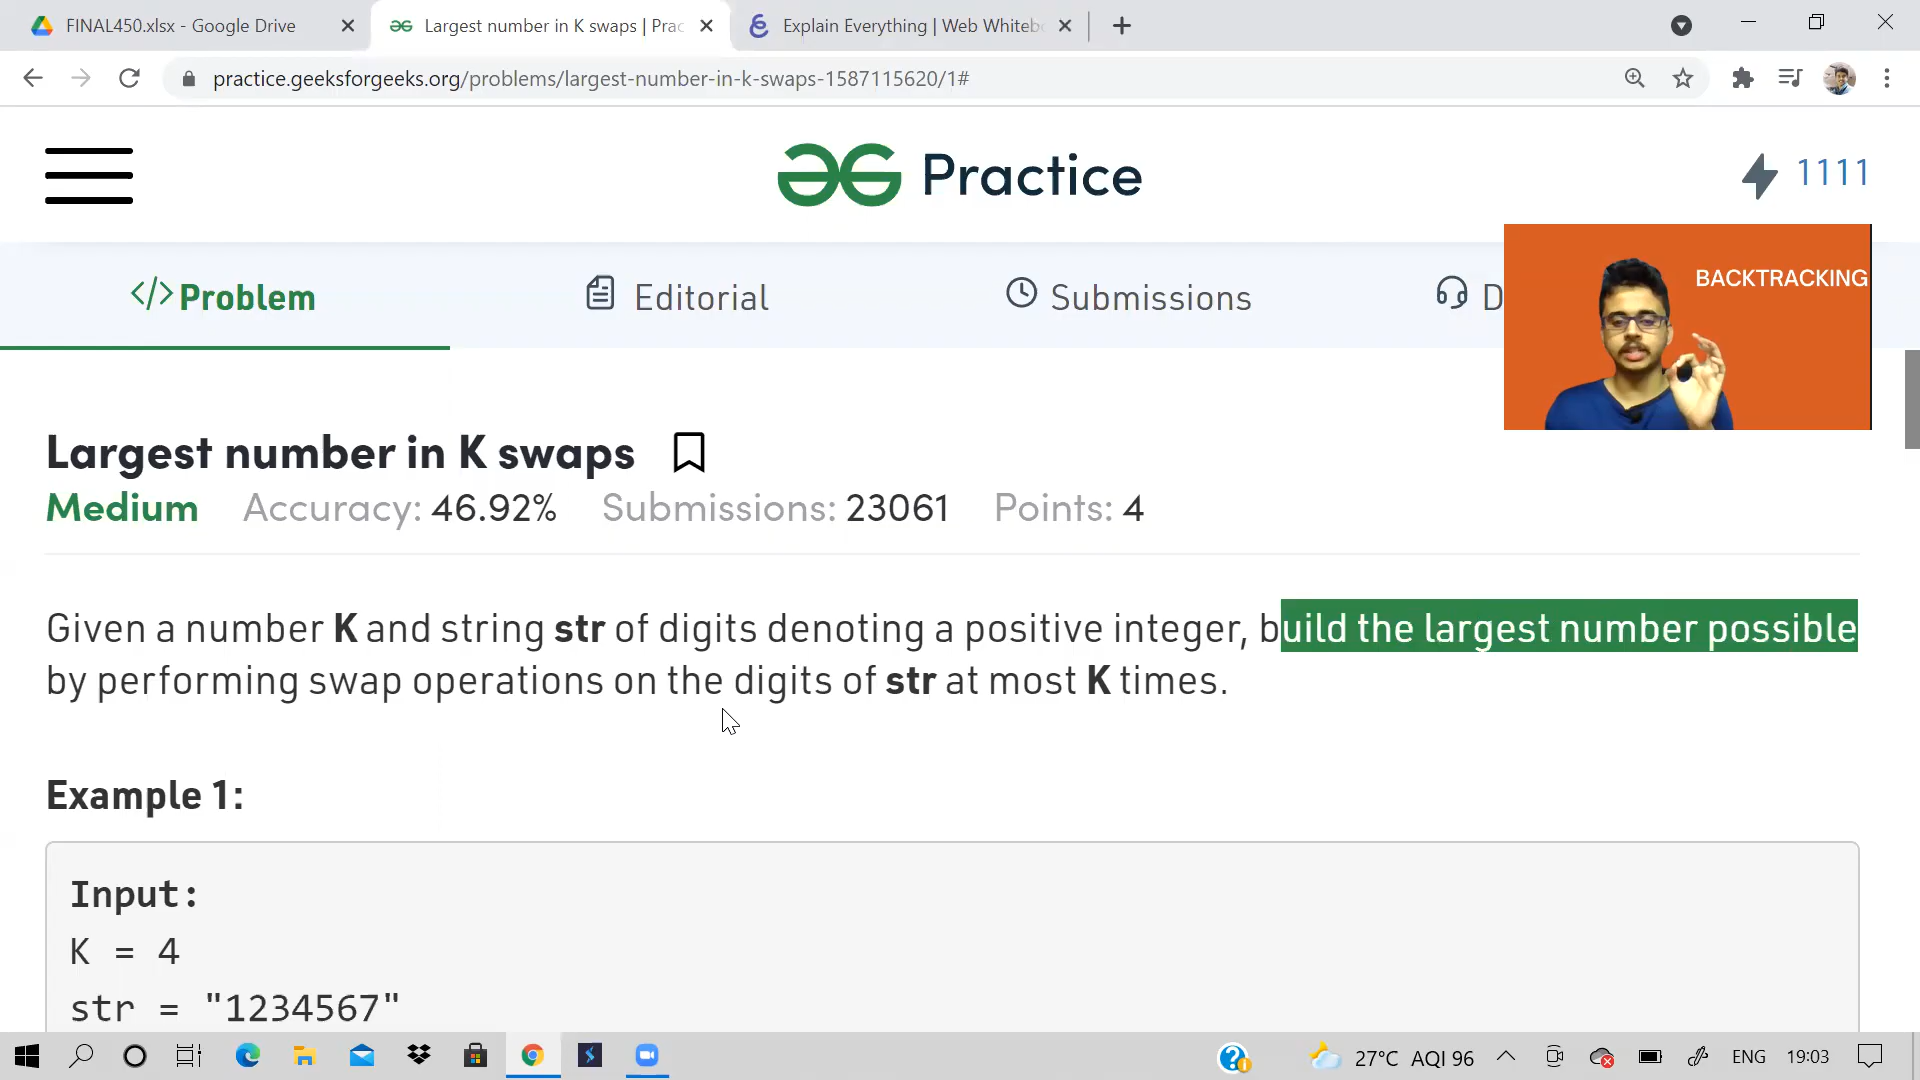 FINAL450.xlsx - Google Drive
Largest number in K swaps | Prac
Explain Everything | Web Whitebo
practice.geeksforgeeks.org/problems/largest-number-in-k-swaps-1587115620/1#
Practice
1111
Problem
Editorial
Submissions
D
BACKTRACKING
Largest number in K swaps
Medium Accuracy: 46.92% Submissions: 23061 Points: 4
Given a number K and string str of digits denoting a positive integer, build the largest number possible
by performing swap operations on the digits of str at most K times.
Example 1:
Input:
K = 4
str = "1234567"
27°C AQI 96
ENG
19:03